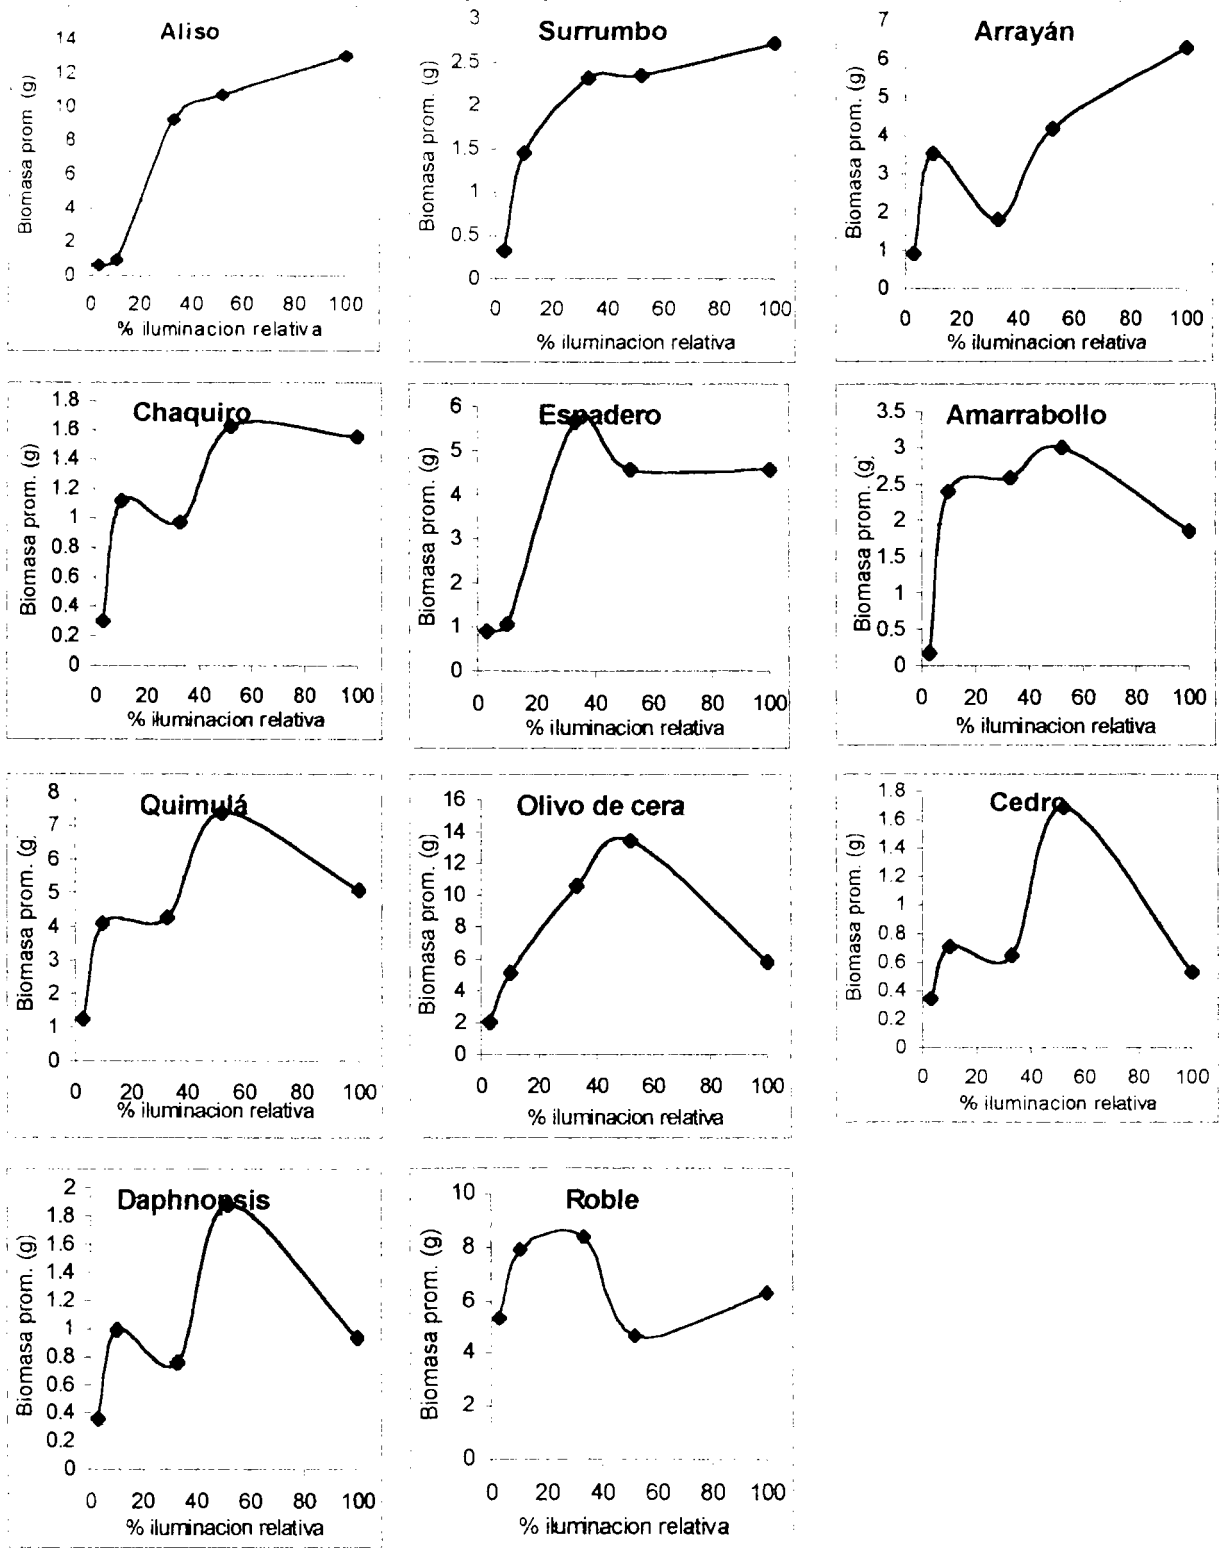 Aliso
Biomasa prom. (g)
14
12
10
8
6
4
2
0
0 20 40 60 80 100
% iluminacion relativa
Surrumbo
Biomasa prom. (g)
3
2.5
2
1.5
1
0.5
0
0 20 40 60 80 100
% iluminacion relativa
Arrayán
Biomasa prom. (g)
7
6
5
4
3
2
1
0
0 20 40 60 80 100
% iluminacion relativa
Chaquiro
Biomasa prom. (g)
1.8
1.6
1.4
1.2
1
0.8
0.6
0.4
0.2
0
0 20 40 60 80 100
% iluminacion relativa
Espadero
Biomasa prom. (g)
6
5
4
3
2
1
0
0 20 40 60 80 100
% iluminacion relativa
Amarrabollo
Biomasa prom. (g)
3.5
3
2.5
2
1.5
1
0.5
0
0 20 40 60 80 100
% iluminacion relativa
Quimulá
Biomasa prom. (g)
8
7
6
5
4
3
2
1
0
0 20 40 60 80 100
% iluminacion relativa
Olivo de cera
Biomasa prom. (g)
16
14
12
10
8
6
4
2
0
0 20 40 60 80 100
% iluminacion relativa
Cedro
Biomasa prom. (g)
1.8
1.6
1.4
1.2
1
0.8
0.6
0.4
0.2
0
0 20 40 60 80 100
% iluminacion relativa
Daphnopsis
Biomasa prom. (g)
2
1.8
1.6
1.4
1.2
1
0.8
0.6
0.4
0.2
0
0 20 40 60 80 100
% iluminacion relativa
Roble
Biomasa prom. (g)
10
8
6
4
2
0
0 20 40 60 80 100
% iluminacion relativa